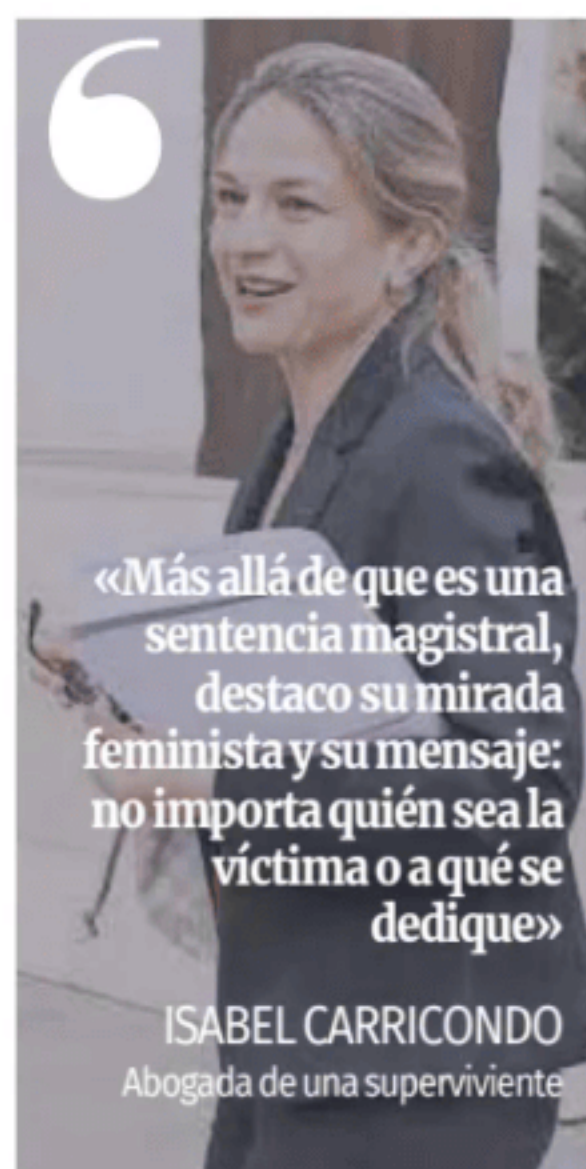 «Más allá de que es una
sentencia magistral,
destaco su mirada
feminista y su mensaje:
no importa quién sea la
víctima o a qué se
dedique»
ISABEL CARRICONDO
Abogada de una superviviente